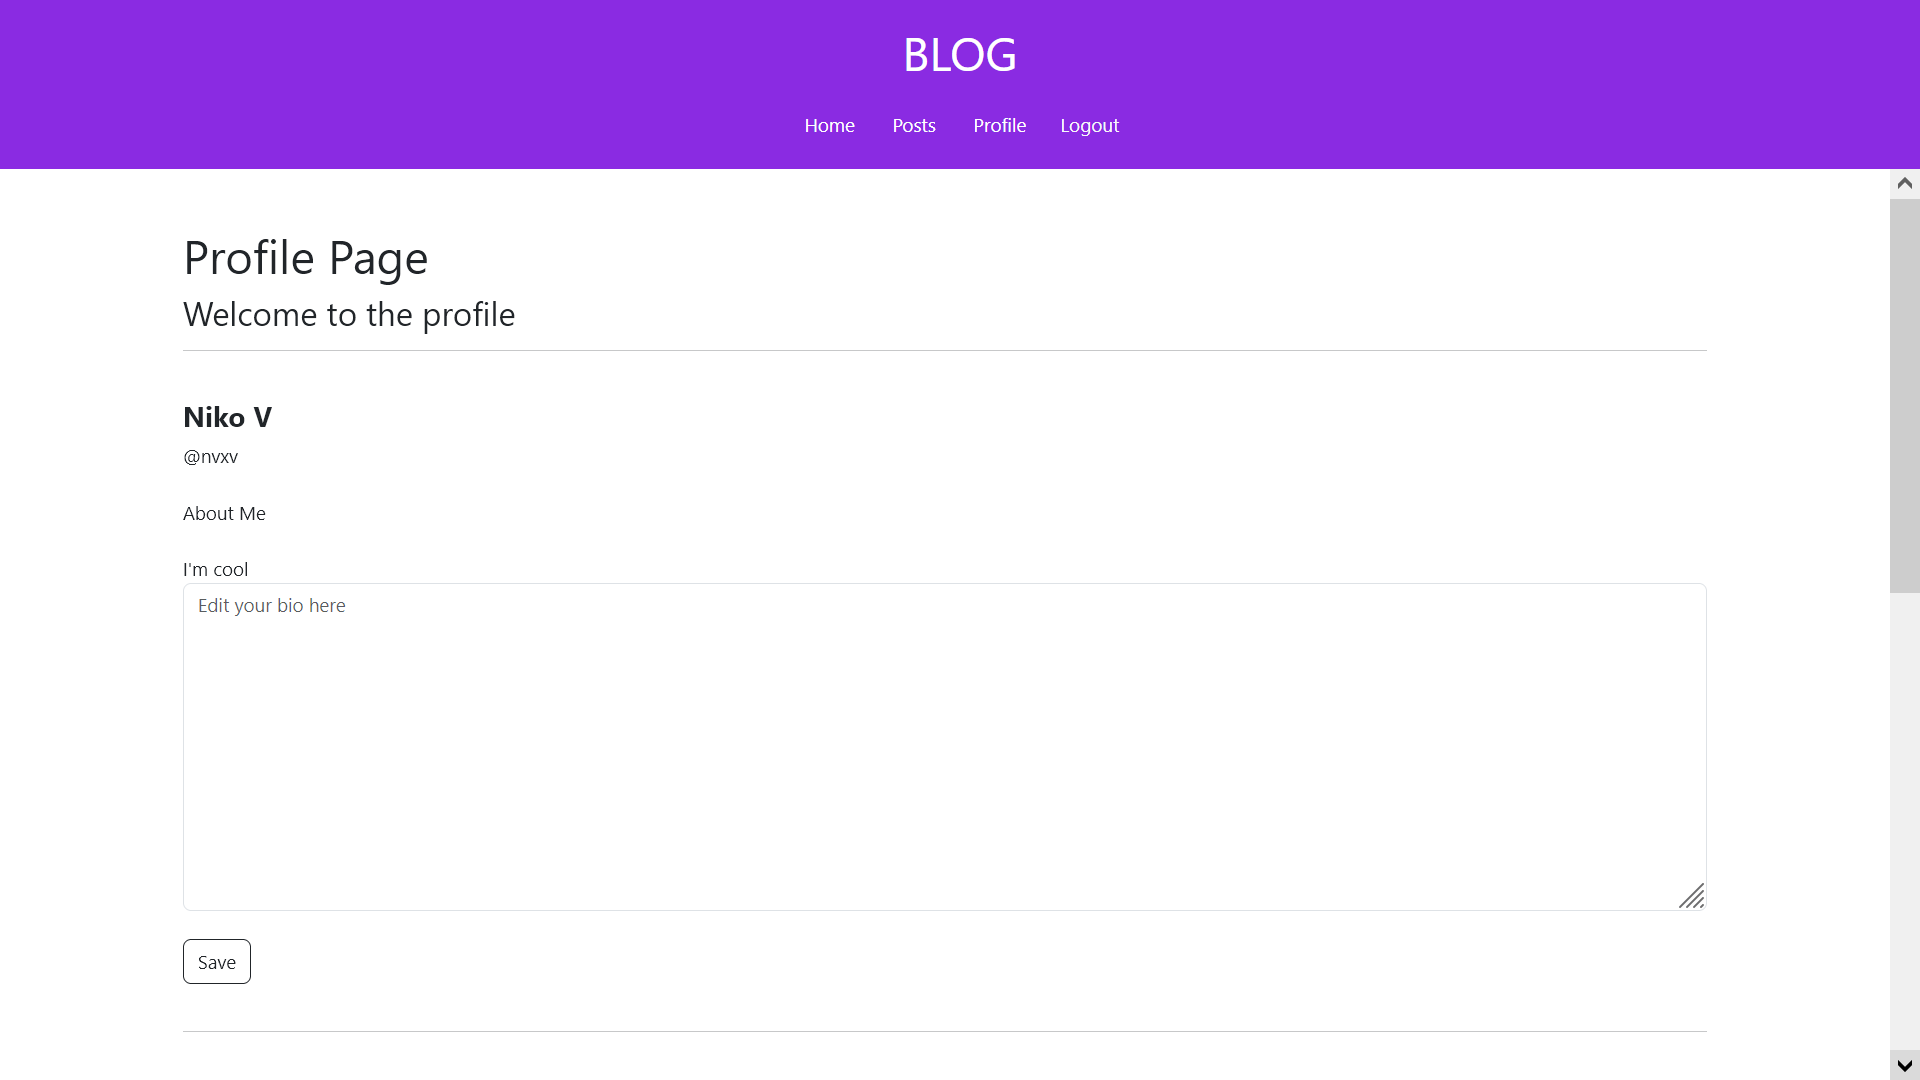 BLOG
Home Posts Profile Logout
Profile Page
Welcome to the profile
Niko V
@nvxv
About Me
I'm cool
Edit your bio here
Save